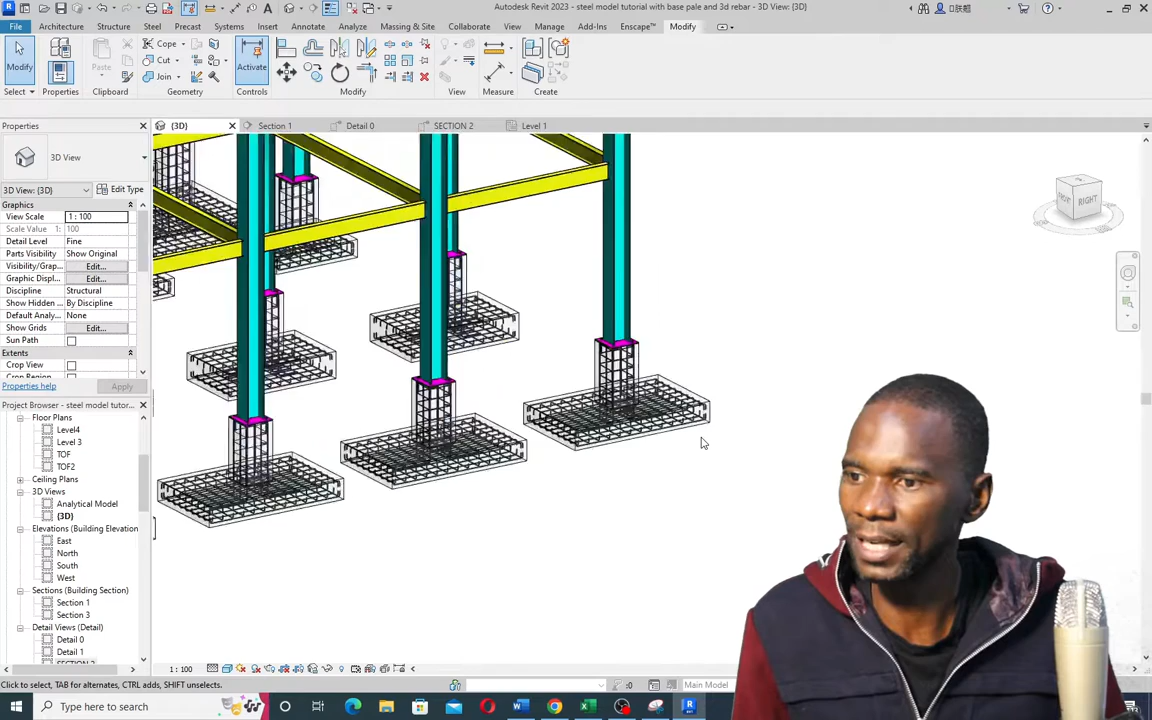 Autodesk Revit 2023 - steel model tutorial with base pale and 3d rebar - 3D View: {3D}
File Architecture Structure Steel Precast Systems Insert Annotate Analyze Massing & Site Collaborate View Manage Add-Ins Enscape™ Modify
Modify Paste Cope Cut Join Activate
Select Properties Clipboard Geometry Controls Modify View Measure Create
Properties
{3D} Section 1 Detail 0 SECTION 2 Level 1
3D View
3D View: {3D} Edit Type
Graphics
View Scale 1 : 100
Scale Value 1: 100
Detail Level Fine
Parts Visibility Show Original
Visibility/Grap... Edit...
Graphic Displ... Edit...
Discipline Structural
Show Hidden ... By Discipline
Default Analy... None
Show Grids Edit...
Sun Path
Extents
Crop View
Properties help Apply
Project Browser - steel model tutor...
Floor Plans
Level4
Level 3
TOF
TOF2
Ceiling Plans
3D Views
Analytical Model
{3D}
Elevations (Building Elevation
East
North
South
West
Sections (Building Section)
Section 1
Section 3
Detail Views (Detail)
Detail 0
Detail 1
1 : 100
Click to select, TAB for alternates, CTRL adds, SHIFT unselects.
:0 Main Model
Type here to search
RIGHT